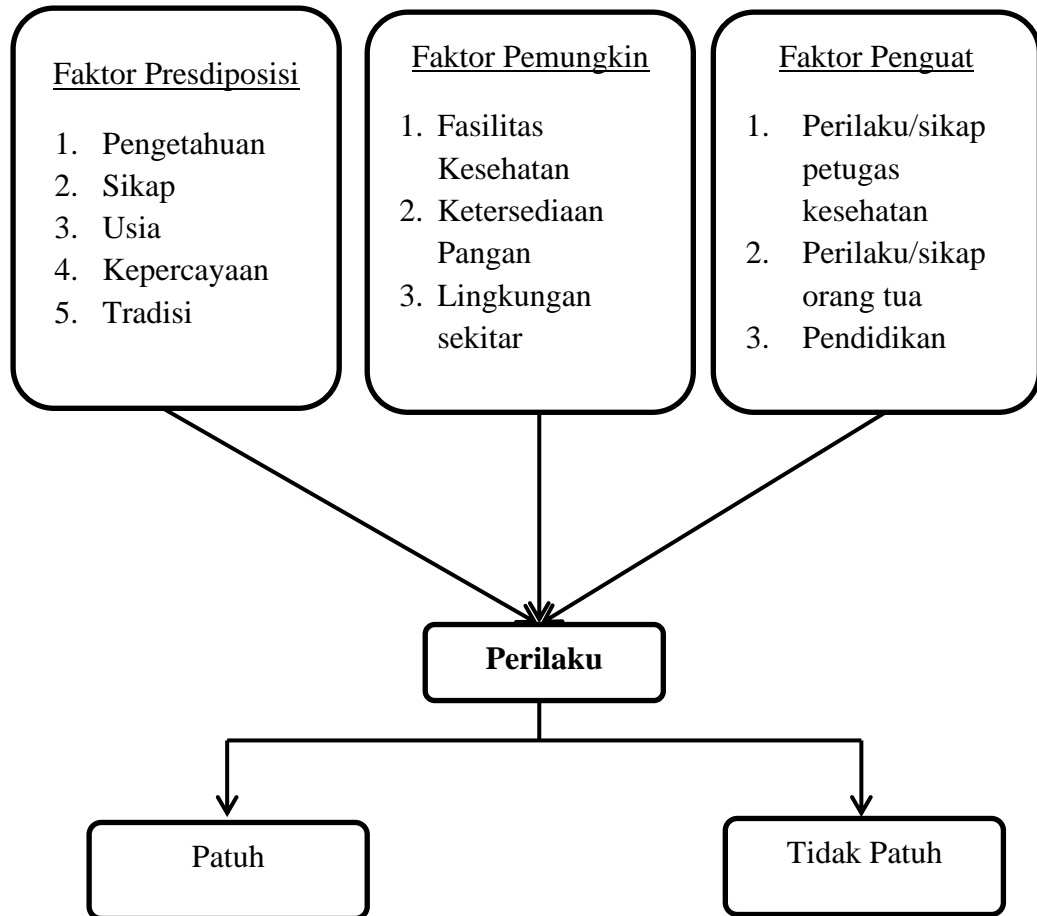 Faktor Presdiposisi
1. Pengetahuan
2. Sikap
3. Usia
4. Kepercayaan
5. Tradisi
Faktor Pemungkin
1. Fasilitas
Kesehatan
2. Ketersediaan
Pangan
3. Lingkungan
sekitar
Faktor Penguat
1. Perilaku/sikap
petugas
kesehatan
2. Perilaku/sikap
orang tua
3. Pendidikan
Perilaku
Patuh
Tidak Patuh